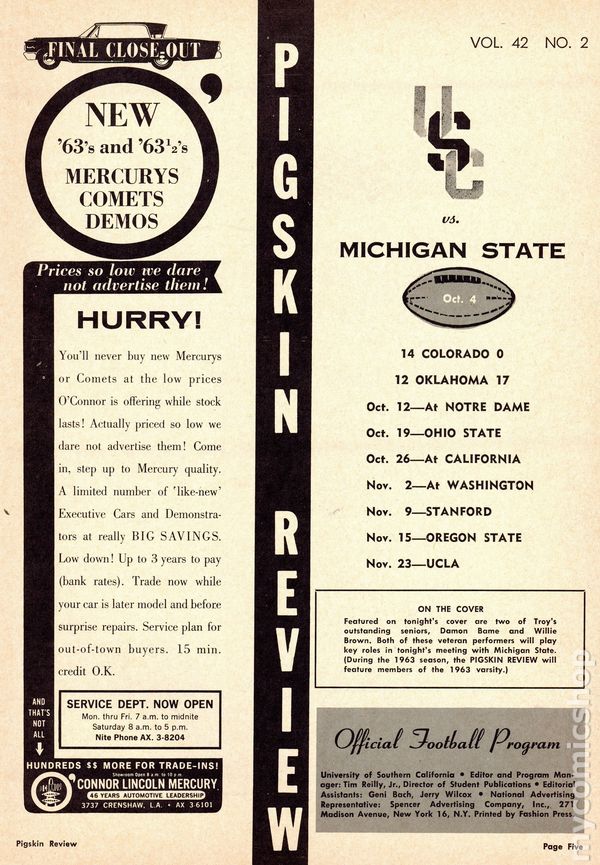 FINAL CLOSE-OUT
NEW
'63's and '63½'s
MERCURYS
COMETS
DEMOS
Prices so low we dare
not advertise them!
HURRY!
You'll never buy new Mercurys
or Comets at the low prices
O'Connor is offering while stock
lasts! Actually priced so low we
dare not advertise them! Come
in, step up to Mercury quality.
A limited number of 'like-new'
Executive Cars and Demonstra-
tors at really BIG SAVINGS.
Low down! Up to 3 years to pay
(bank rates). Trade now while
your car is later model and before
surprise repairs. Service plan for
out-of-town buyers. 15 min.
credit O.K.
AND
THAT'S
NOT
ALL
SERVICE DEPT. NOW OPEN
Mon. thru Fri. 7 a.m. to midnite
Saturday 8 a.m. to 5 p.m.
Nite Phone AX. 3-8204
HUNDREDS $$ MORE FOR TRADE-INS!
Showroom Open 8 a.m. to 10 p.m.
O'CONNOR LINCOLN MERCURY
46 YEARS AUTOMOTIVE LEADERSHIP
3737 CRENSHAW, L.A. • AX 3-6101
PIGSKIN REVIEW
VOL. 42 NO. 2
USC
vs.
MICHIGAN STATE
Oct. 4
14 COLORADO 0
12 OKLAHOMA 17
Oct. 12—At NOTRE DAME
Oct. 19—OHIO STATE
Oct. 26—At CALIFORNIA
Nov. 2—At WASHINGTON
Nov. 9—STANFORD
Nov. 15—OREGON STATE
Nov. 23—UCLA
ON THE COVER
Featured on tonight's cover are two of Troy's
outstanding seniors, Damon Bame and Willie
Brown. Both of these veteran performers will play
key roles in tonight's meeting with Michigan State.
(During the 1963 season, the PIGSKIN REVIEW will
feature members of the 1963 varsity.)
Official Football Program
University of Southern California • Editor and Program Man-
ager: Tim Reilly, Jr., Director of Student Publications • Editorial
Assistants: Geni Bach, Jerry Wilcox • National Advertising
Representative: Spencer Advertising Company, Inc., 271
Madison Avenue, New York 16, N.Y. Printed by Fashion Press.
Pigskin Review
Page Five
mycomicshop